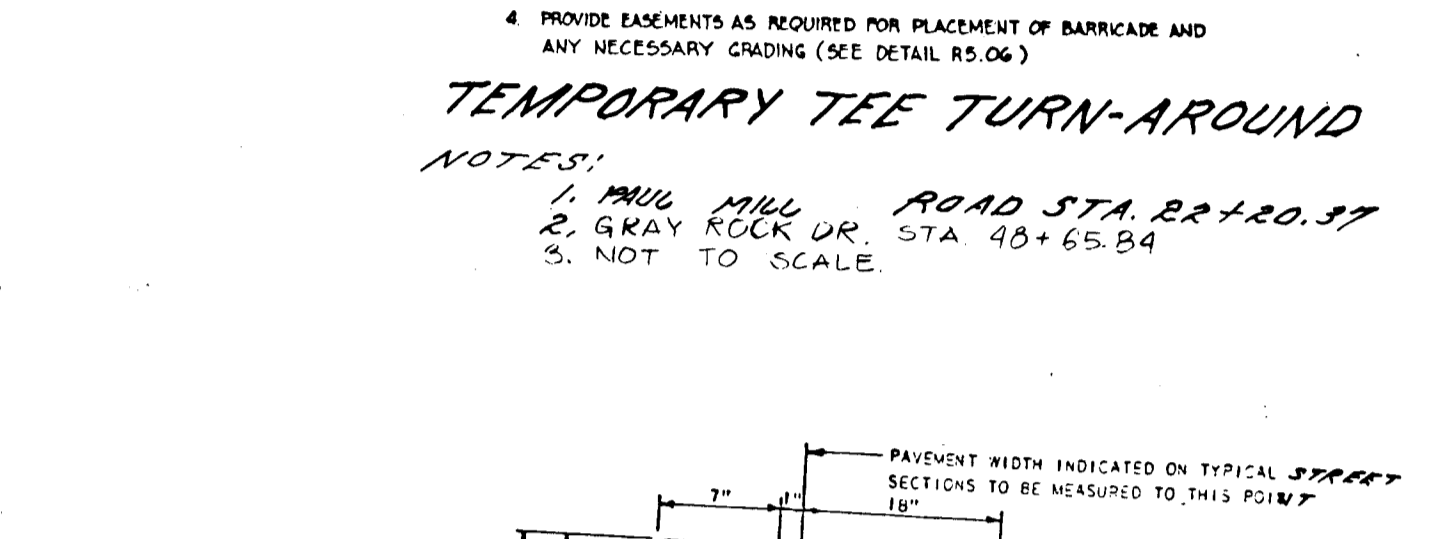 4. PROVIDE EASEMENTS AS REQUIRED FOR PLACEMENT OF BARRICADE AND
ANY NECESSARY GRADING (SEE DETAIL R5.06)
TEMPORARY TEE TURN-AROUND
NOTES:
1. PAUL MILL ROAD STA. 22+20.37
2. GRAY ROCK DR. STA. 48+65.84
3. NOT TO SCALE.
PAVEMENT WIDTH INDICATED ON TYPICAL STREET
SECTIONS TO BE MEASURED TO THIS POINT
7" 1" 18"